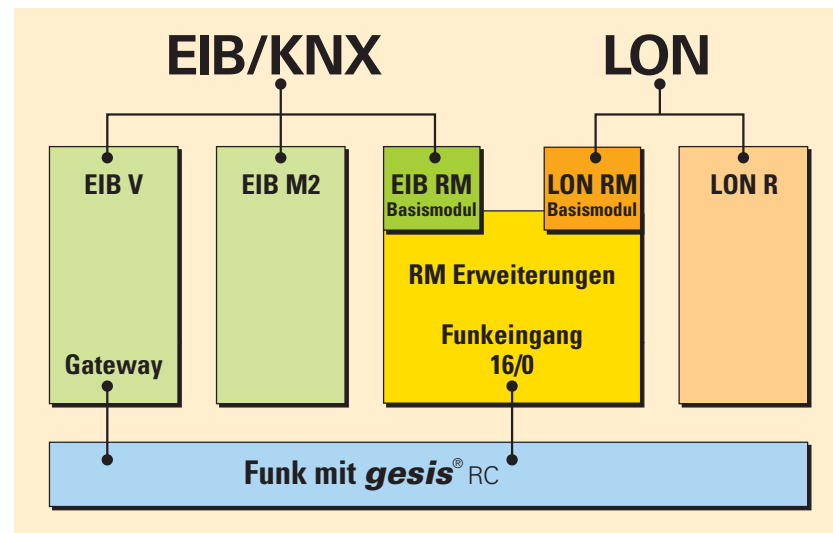 EIB/KNX
LON
EIB V
EIB M2
EIB RM
Basismodul
LON RM
Basismodul
LON R
RM Erweiterungen
Funkeingang
16/0
Gateway
Funk mit gesis® RC